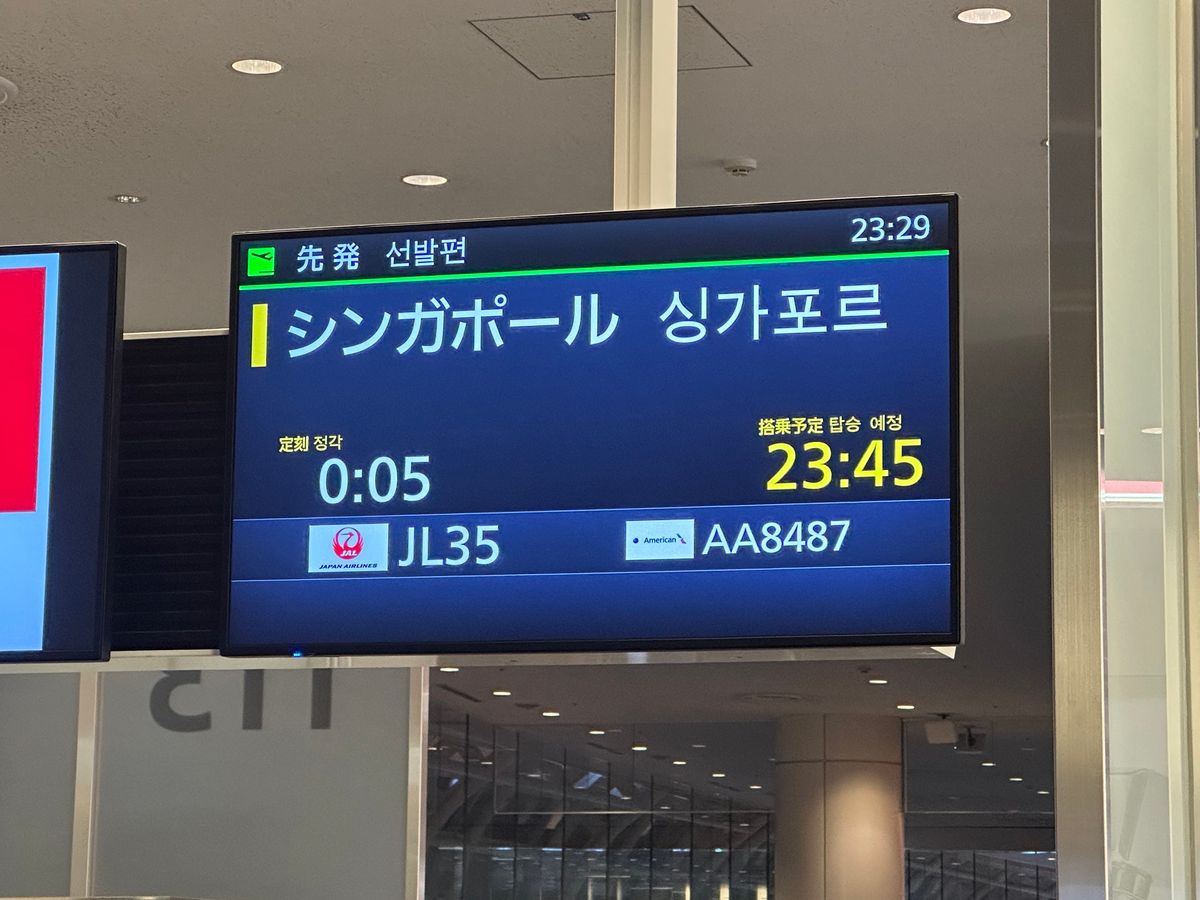 先発 선발편 23:29
シンガポール 싱가포르
定刻 정각 搭乗予定 탑승 예정
0:05 23:45
JAL JAPAN AIRLINES JL35 American AA8487
113